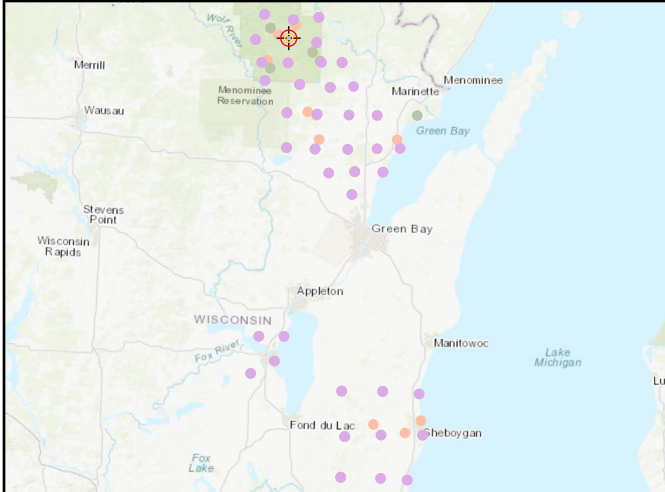 Wolf River
Merrill
Menominee
Menominee
Reservation
Marinette
Wausau
Green Bay
Stevens
Point
Green Bay
Wisconsin
Rapids
Appleton
WISCONSIN
Manitowoc
Fox River
Lake
Michigan
Lu
Fond du Lac
Sheboygan
Fox
Lake